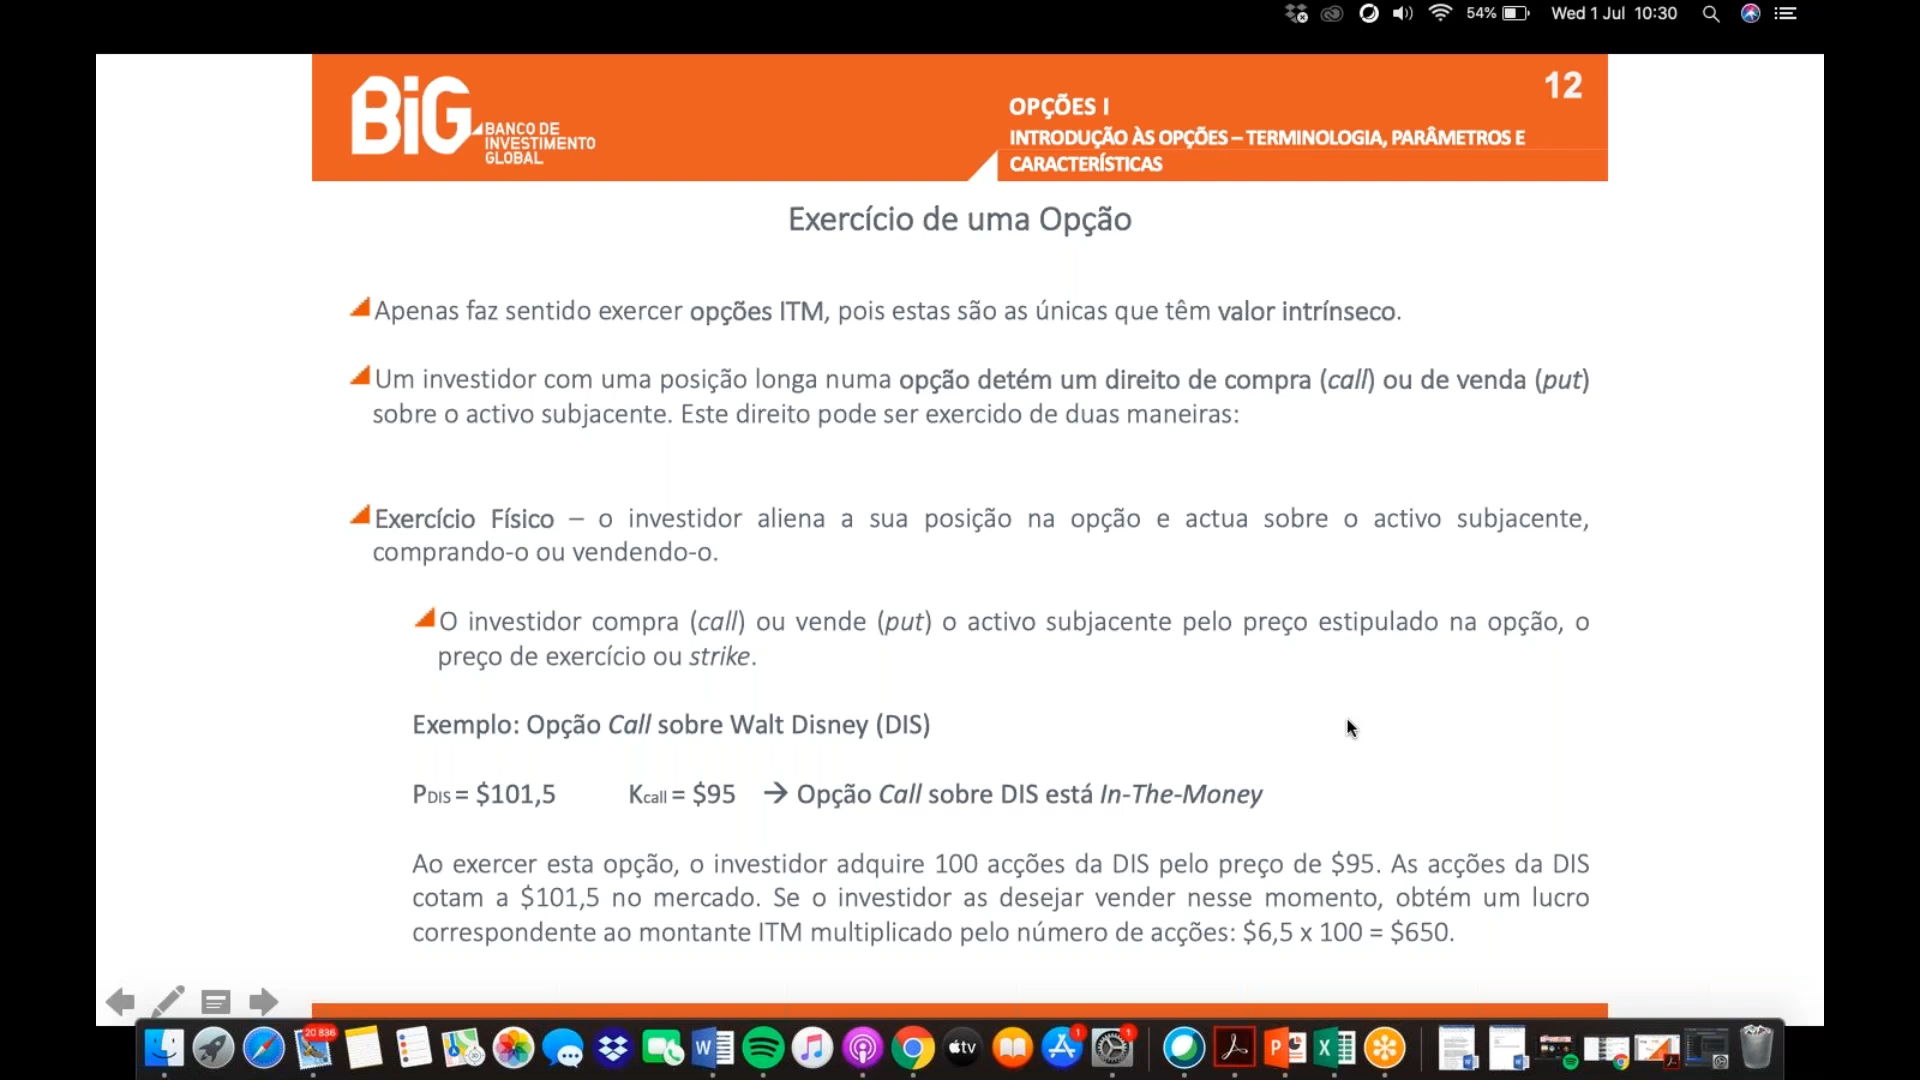 54% Wed 1 Jul 10:30
12
BiG
BANCO DE
INVESTIMENTO
GLOBAL
OPÇÕES I
INTRODUÇÃO ÀS OPÇÕES – TERMINOLOGIA, PARÂMETROS E
CARACTERÍSTICAS
Exercício de uma Opção
Apenas faz sentido exercer opções ITM, pois estas são as únicas que têm valor intrínseco.
Um investidor com uma posição longa numa opção detém um direito de compra (call) ou de venda (put)
sobre o activo subjacente. Este direito pode ser exercido de duas maneiras:
Exercício Físico – o investidor aliena a sua posição na opção e actua sobre o activo subjacente,
comprando-o ou vendendo-o.
O investidor compra (call) ou vende (put) o activo subjacente pelo preço estipulado na opção, o
preço de exercício ou strike.
Exemplo: Opção Call sobre Walt Disney (DIS)
PDIS = $101,5 Kcall = $95 → Opção Call sobre DIS está In-The-Money
Ao exercer esta opção, o investidor adquire 100 acções da DIS pelo preço de $95. As acções da DIS
cotam a $101,5 no mercado. Se o investidor as desejar vender nesse momento, obtém um lucro
correspondente ao montante ITM multiplicado pelo número de acções: $6,5 x 100 = $650.
20 836
W
tv
1
1
P
X